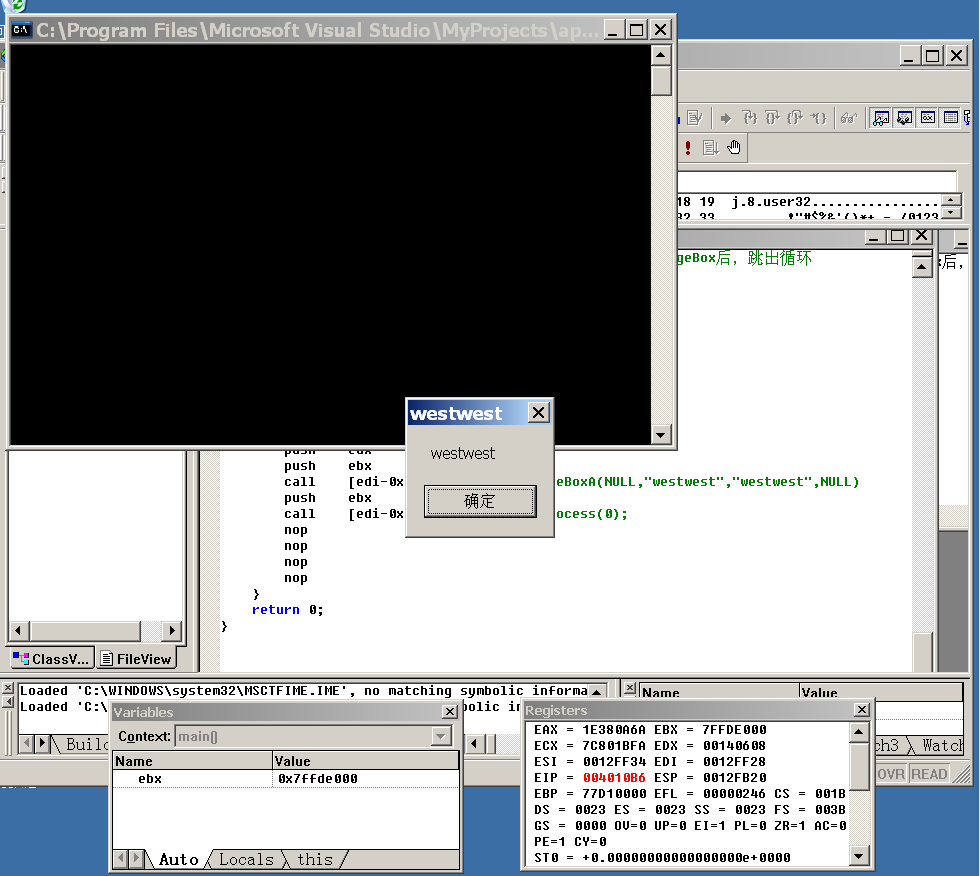 C:\Program Files\Microsoft Visual Studio\MyProjects\ap...
18 19 j.8.user32................
32 33 !"#$%&'()*+,-./0123
geBox后，跳出循环
后，
westwest
westwest
确定
push ebx
call [edi-0x eBoxA(NULL,"westwest","westwest",NULL)
push ebx
call [edi-0x ocess(0);
nop
nop
nop
nop
}
return 0;
}
ClassV... FileView
Loaded 'C:\WINDOWS\system32\MSCTFIME.IME', no matching symbolic informa
Loaded 'C:\ bolic in
Name Value
Build
ch3 Watch
OVR READ
Variables
Context: main()
Name Value
ebx 0x7ffde000
Auto Locals this
Registers
EAX = 1E380A6A EBX = 7FFDE000
ECX = 7C801BFA EDX = 00140608
ESI = 0012FF34 EDI = 0012FF28
EIP = 004010B6 ESP = 0012FB20
EBP = 77D10000 EFL = 00000246 CS = 001B
DS = 0023 ES = 0023 SS = 0023 FS = 003B
GS = 0000 OV=0 UP=0 EI=1 PL=0 ZR=1 AC=0
PE=1 CY=0
ST0 = +0.00000000000000000e+0000